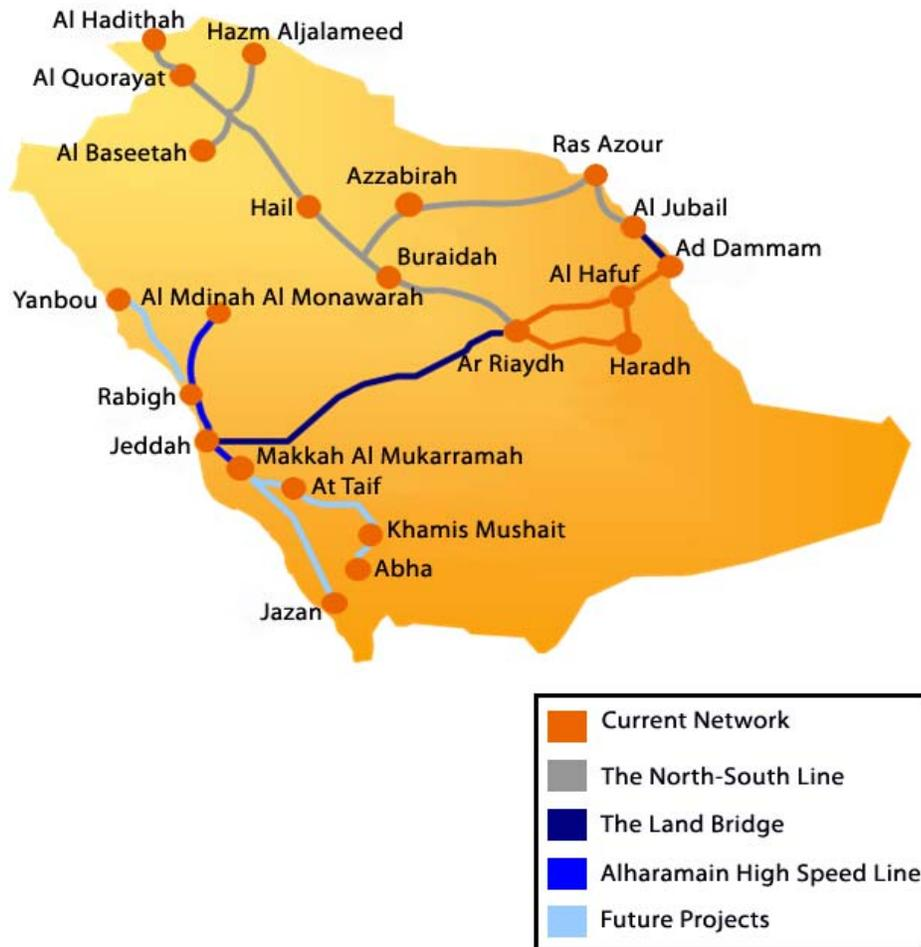 Al Hadithah
Hazm Aljalameed
Al Quorayat
Al Baseetah
Ras Azour
Azzabirah
Hail
Al Jubail
Ad Dammam
Buraidah
Al Hafuf
Yanbou
Al Mdinah Al Monawarah
Ar Riaydh
Haradh
Rabigh
Jeddah
Makkah Al Mukarramah
At Taif
Khamis Mushait
Abha
Jazan
Current Network
The North-South Line
The Land Bridge
Alharamain High Speed Line
Future Projects